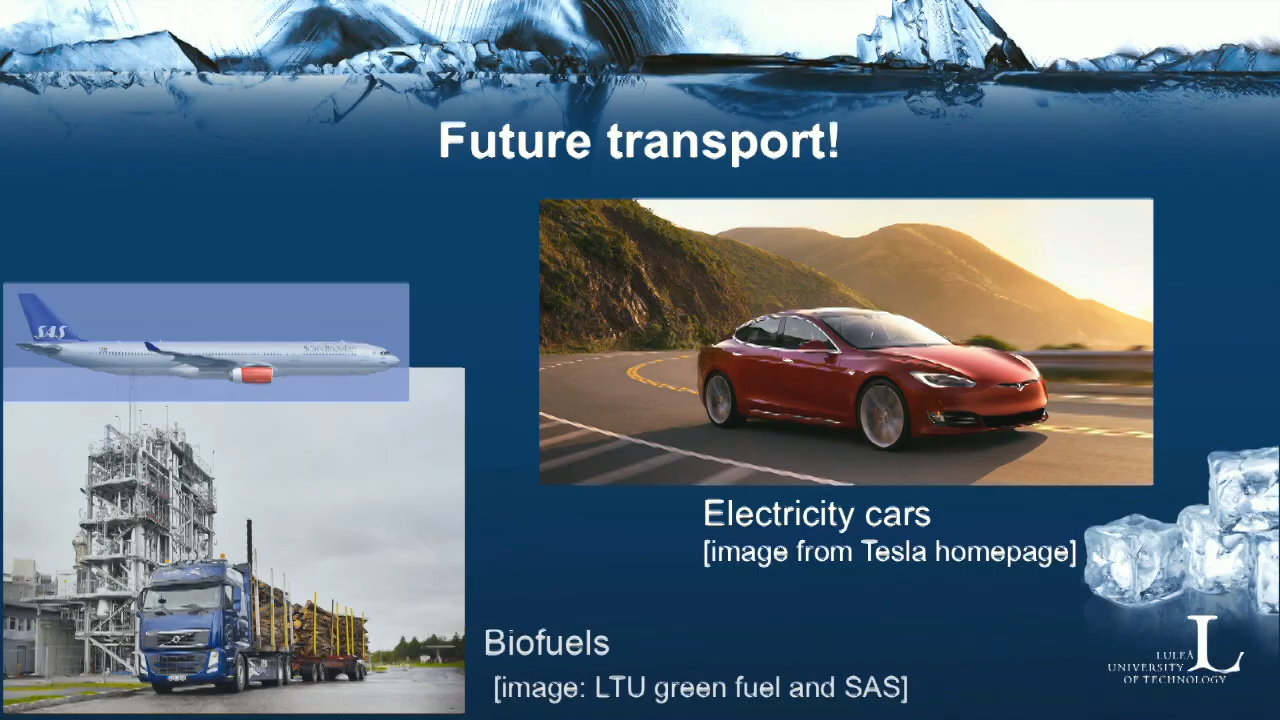 Future transport!
SAS
Electricity cars
[image from Tesla homepage]
Biofuels
[image: LTU green fuel and SAS]
LULEÅ
UNIVERSITY
OF TECHNOLOGY
L